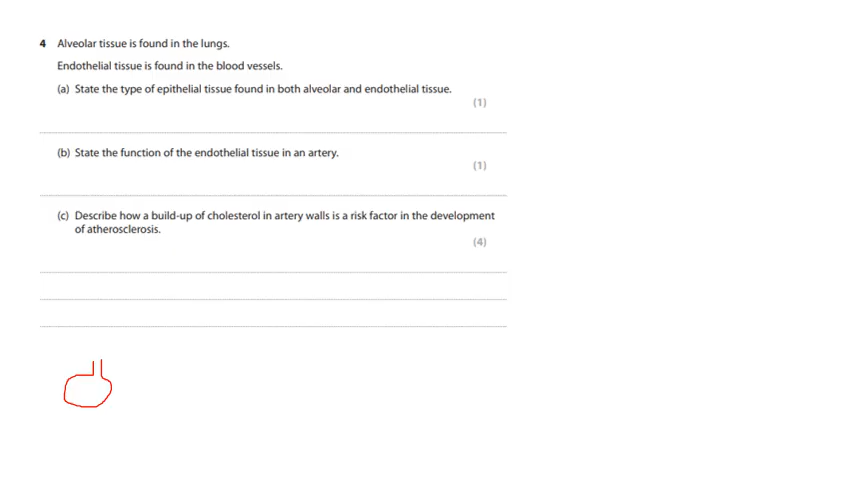 4 Alveolar tissue is found in the lungs.
Endothelial tissue is found in the blood vessels.
(a) State the type of epithelial tissue found in both alveolar and endothelial tissue.
(1)
(b) State the function of the endothelial tissue in an artery.
(1)
(c) Describe how a build-up of cholesterol in artery walls is a risk factor in the development
of atherosclerosis.
(4)